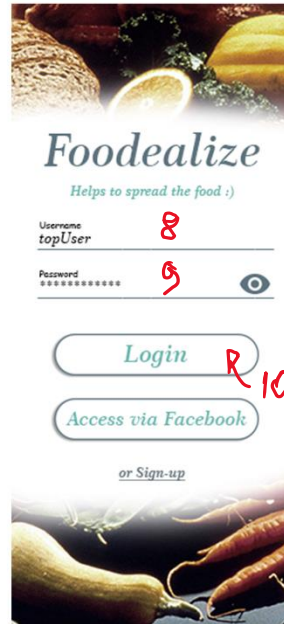 Foodealize
Helps to spread the food :)
Username
topUser 8
Password
************ 9
Login R 10
Access via Facebook
or Sign-up